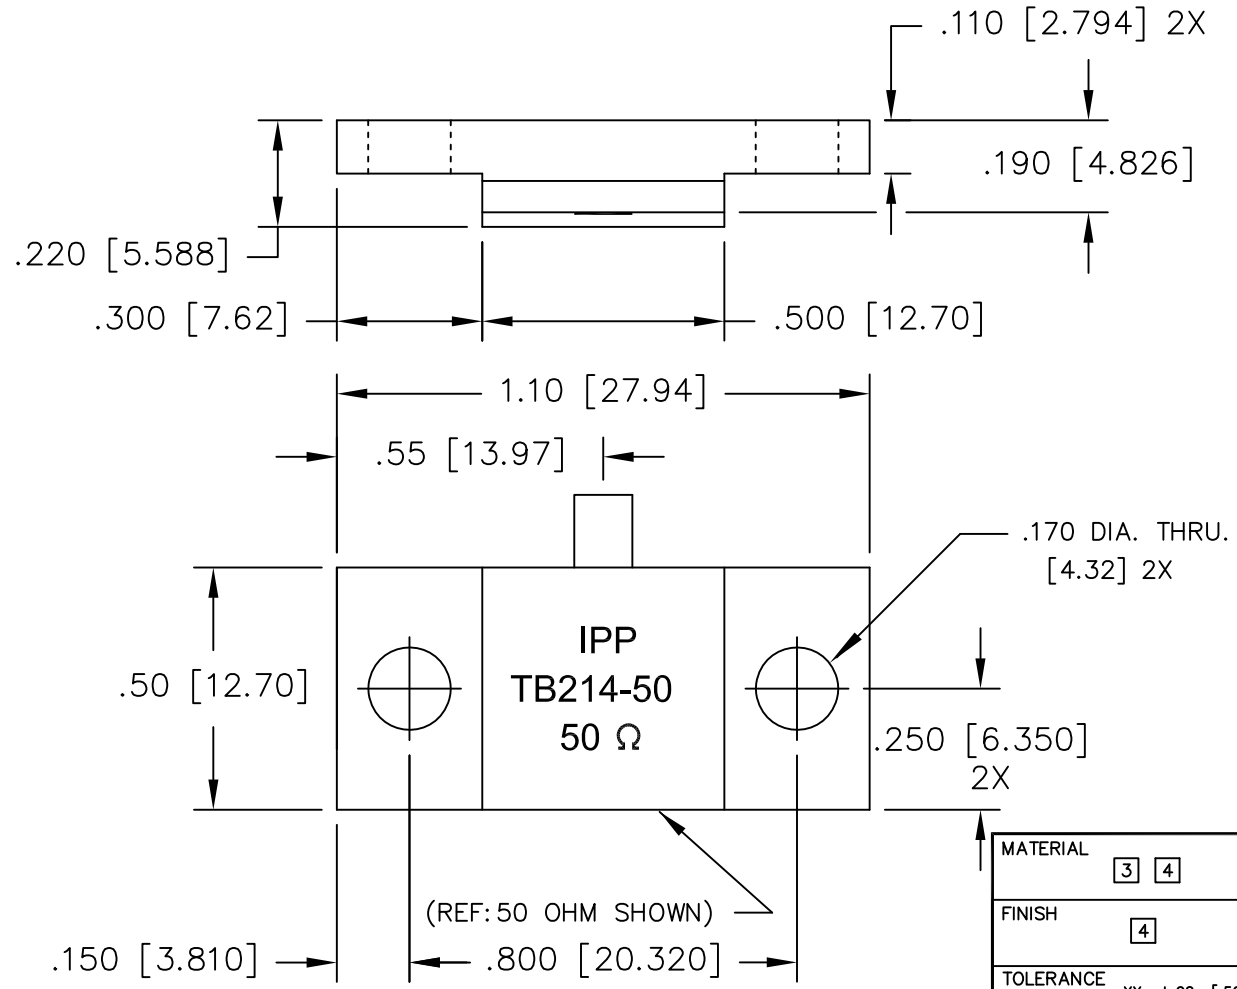 .110 [2.794] 2X
.190 [4.826]
.220 [5.588]
.300 [7.62]
.500 [12.70]
1.10 [27.94]
.55 [13.97]
.170 DIA. THRU.
[4.32] 2X
IPP
TB214-50
50 Ω
.50 [12.70]
.250 [6.350]
2X
(REF: 50 OHM SHOWN)
.150 [3.810]
.800 [20.320]
MATERIAL
3 4
FINISH
4
TOLERANCE